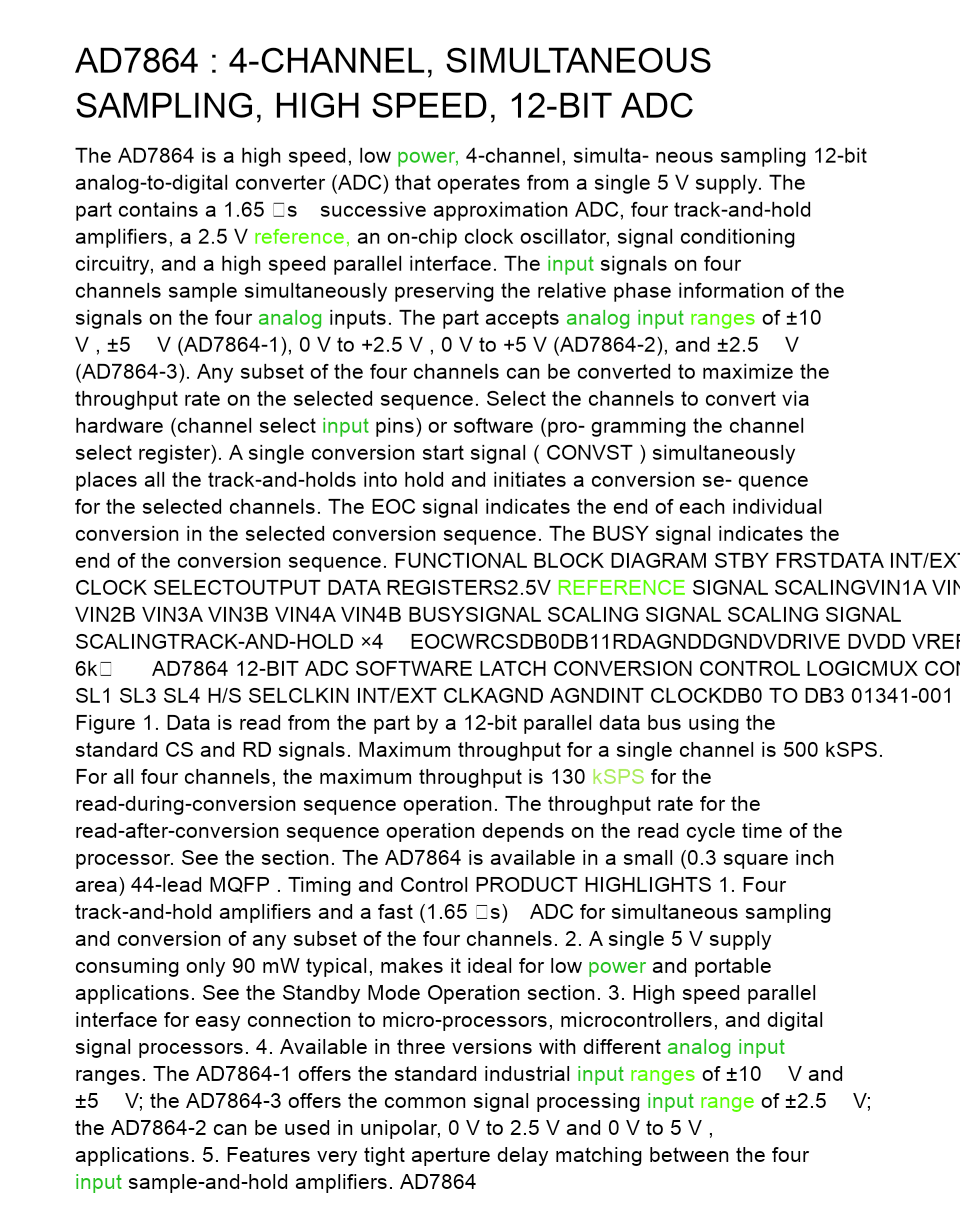 AD7864 : 4-CHANNEL, SIMULTANEOUS
SAMPLING, HIGH SPEED, 12-BIT ADC
The AD7864 is a high speed, low power, 4-channel, simulta- neous sampling 12-bit
analog-to-digital converter (ADC) that operates from a single 5 V supply. The
part contains a 1.65 □s successive approximation ADC, four track-and-hold
amplifiers, a 2.5 V reference, an on-chip clock oscillator, signal conditioning
circuitry, and a high speed parallel interface. The input signals on four
channels sample simultaneously preserving the relative phase information of the
signals on the four analog inputs. The part accepts analog input ranges of ±10
V , ±5 V (AD7864-1), 0 V to +2.5 V , 0 V to +5 V (AD7864-2), and ±2.5 V
(AD7864-3). Any subset of the four channels can be converted to maximize the
throughput rate on the selected sequence. Select the channels to convert via
hardware (channel select input pins) or software (pro- gramming the channel
select register). A single conversion start signal ( CONVST ) simultaneously
places all the track-and-holds into hold and initiates a conversion se- quence
for the selected channels. The EOC signal indicates the end of each individual
conversion in the selected conversion sequence. The BUSY signal indicates the
end of the conversion sequence. FUNCTIONAL BLOCK DIAGRAM STBY FRSTDATA INT/EXT
CLOCK SELECTOUTPUT DATA REGISTERS2.5V REFERENCE SIGNAL SCALINGVIN1A
VIN2B VIN3A VIN3B VIN4A VIN4B BUSYSIGNAL SCALING SIGNAL SCALING SIGNAL
SCALINGTRACK-AND-HOLD ×4 EOCWRCSDB0DB11RDAGNDDGNDVDRIVE DVDD VREF
6k□ AD7864 12-BIT ADC SOFTWARE LATCH CONVERSION CONTROL LOGICMUX CON
SL1 SL3 SL4 H/S SELCLKIN INT/EXT CLKAGND AGNDINT CLOCKDB0 TO DB3 01341-001
Figure 1. Data is read from the part by a 12-bit parallel data bus using the
standard CS and RD signals. Maximum throughput for a single channel is 500 kSPS.
For all four channels, the maximum throughput is 130 kSPS for the
read-during-conversion sequence operation. The throughput rate for the
read-after-conversion sequence operation depends on the read cycle time of the
processor. See the section. The AD7864 is available in a small (0.3 square inch
area) 44-lead MQFP . Timing and Control PRODUCT HIGHLIGHTS 1. Four
track-and-hold amplifiers and a fast (1.65 □s) ADC for simultaneous sampling
and conversion of any subset of the four channels. 2. A single 5 V supply
consuming only 90 mW typical, makes it ideal for low power and portable
applications. See the Standby Mode Operation section. 3. High speed parallel
interface for easy connection to micro-processors, microcontrollers, and digital
signal processors. 4. Available in three versions with different analog input
ranges. The AD7864-1 offers the standard industrial input ranges of ±10 V and
±5 V; the AD7864-3 offers the common signal processing input range of ±2.5 V;
the AD7864-2 can be used in unipolar, 0 V to 2.5 V and 0 V to 5 V ,
applications. 5. Features very tight aperture delay matching between the four
input sample-and-hold amplifiers. AD7864